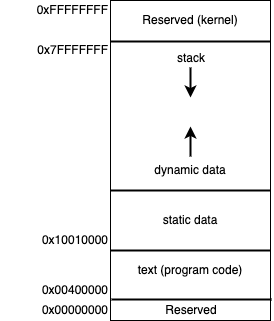 0xFFFFFFFF
Reserved (kernel)
0x7FFFFFFF
stack
dynamic data
static data
0x10010000
text (program code)
0x00400000
0x00000000
Reserved